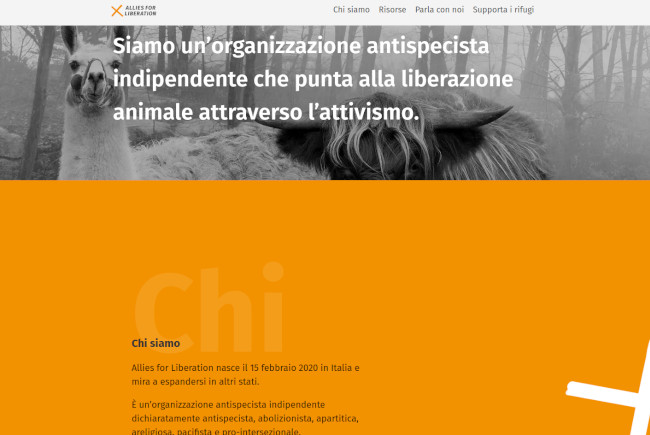 ALLIES FOR
LIBERATION
Chi siamo Risorse Parla con noi Supporta i rifugi
Siamo un'organizzazione antispecista
indipendente che punta alla liberazione
animale attraverso l'attivismo.
Chi
Chi siamo
Allies for Liberation nasce il 15 febbraio 2020 in Italia e
mira a espandersi in altri stati.
È un'organizzazione antispecista indipendente
dichiaratamente antispecista, abolizionista, apartitica,
areligiosa, pacifista e pro-intersezionale.